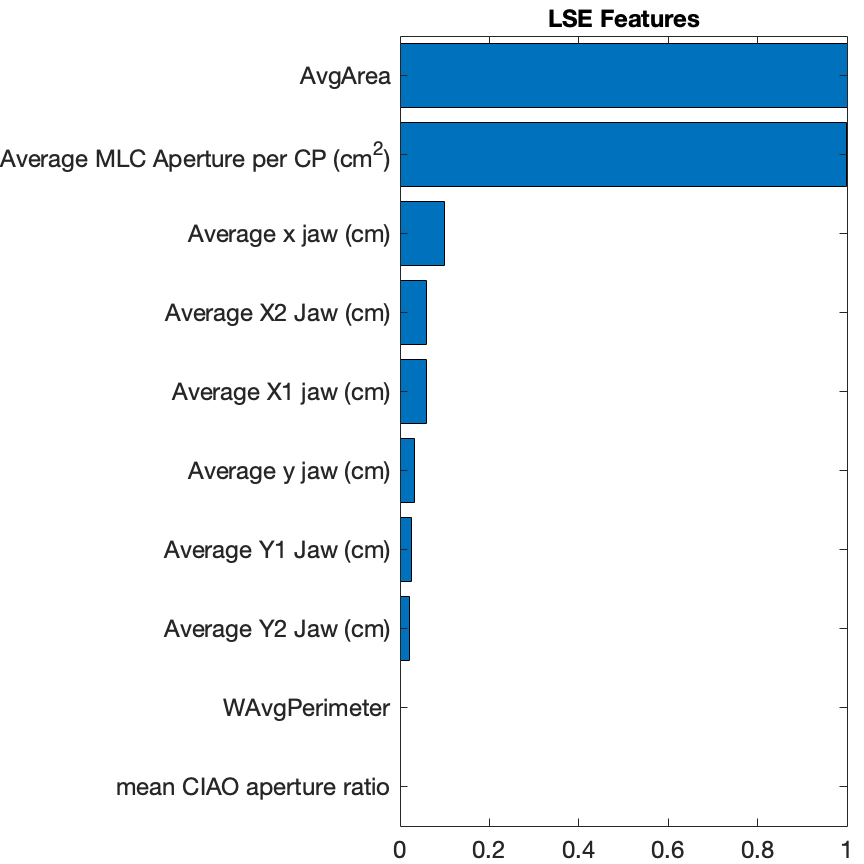 LSE Features
AvgArea
Average MLC Aperture per CP (cm²)
Average x jaw (cm)
Average X2 Jaw (cm)
Average X1 jaw (cm)
Average y jaw (cm)
Average Y1 Jaw (cm)
Average Y2 Jaw (cm)
WAvgPerimeter
mean CIAO aperture ratio
0 0.2 0.4 0.6 0.8 1